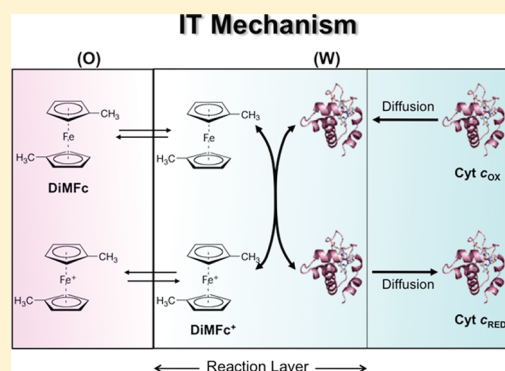 IT Mechanism
(O) (W)
CH₃ CH₃
Fe Fe
H₃C H₃C
DiMFc
Diffusion
Cyt cOX
CH₃ CH₃
Fe⁺ Fe⁺
H₃C H₃C
DiMFc⁺
Diffusion
Cyt cRED
Reaction Layer